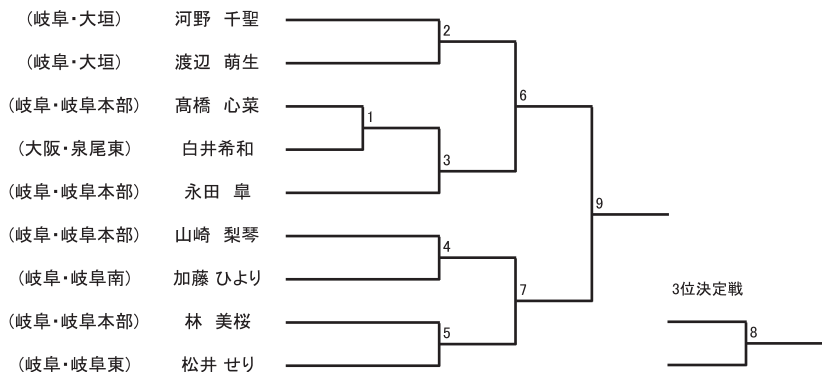 (岐阜・大垣) 河野 千聖
2
(岐阜・大垣) 渡辺 萌生
(岐阜・岐阜本部) 髙橋 心菜
6
1
(大阪・泉尾東) 白井希和
3
(岐阜・岐阜本部) 永田 皐
9
(岐阜・岐阜本部) 山崎 梨琴
4
(岐阜・岐阜南) 加藤 ひより
7
3位決定戦
(岐阜・岐阜本部) 林 美桜
5
8
(岐阜・岐阜東) 松井 せり